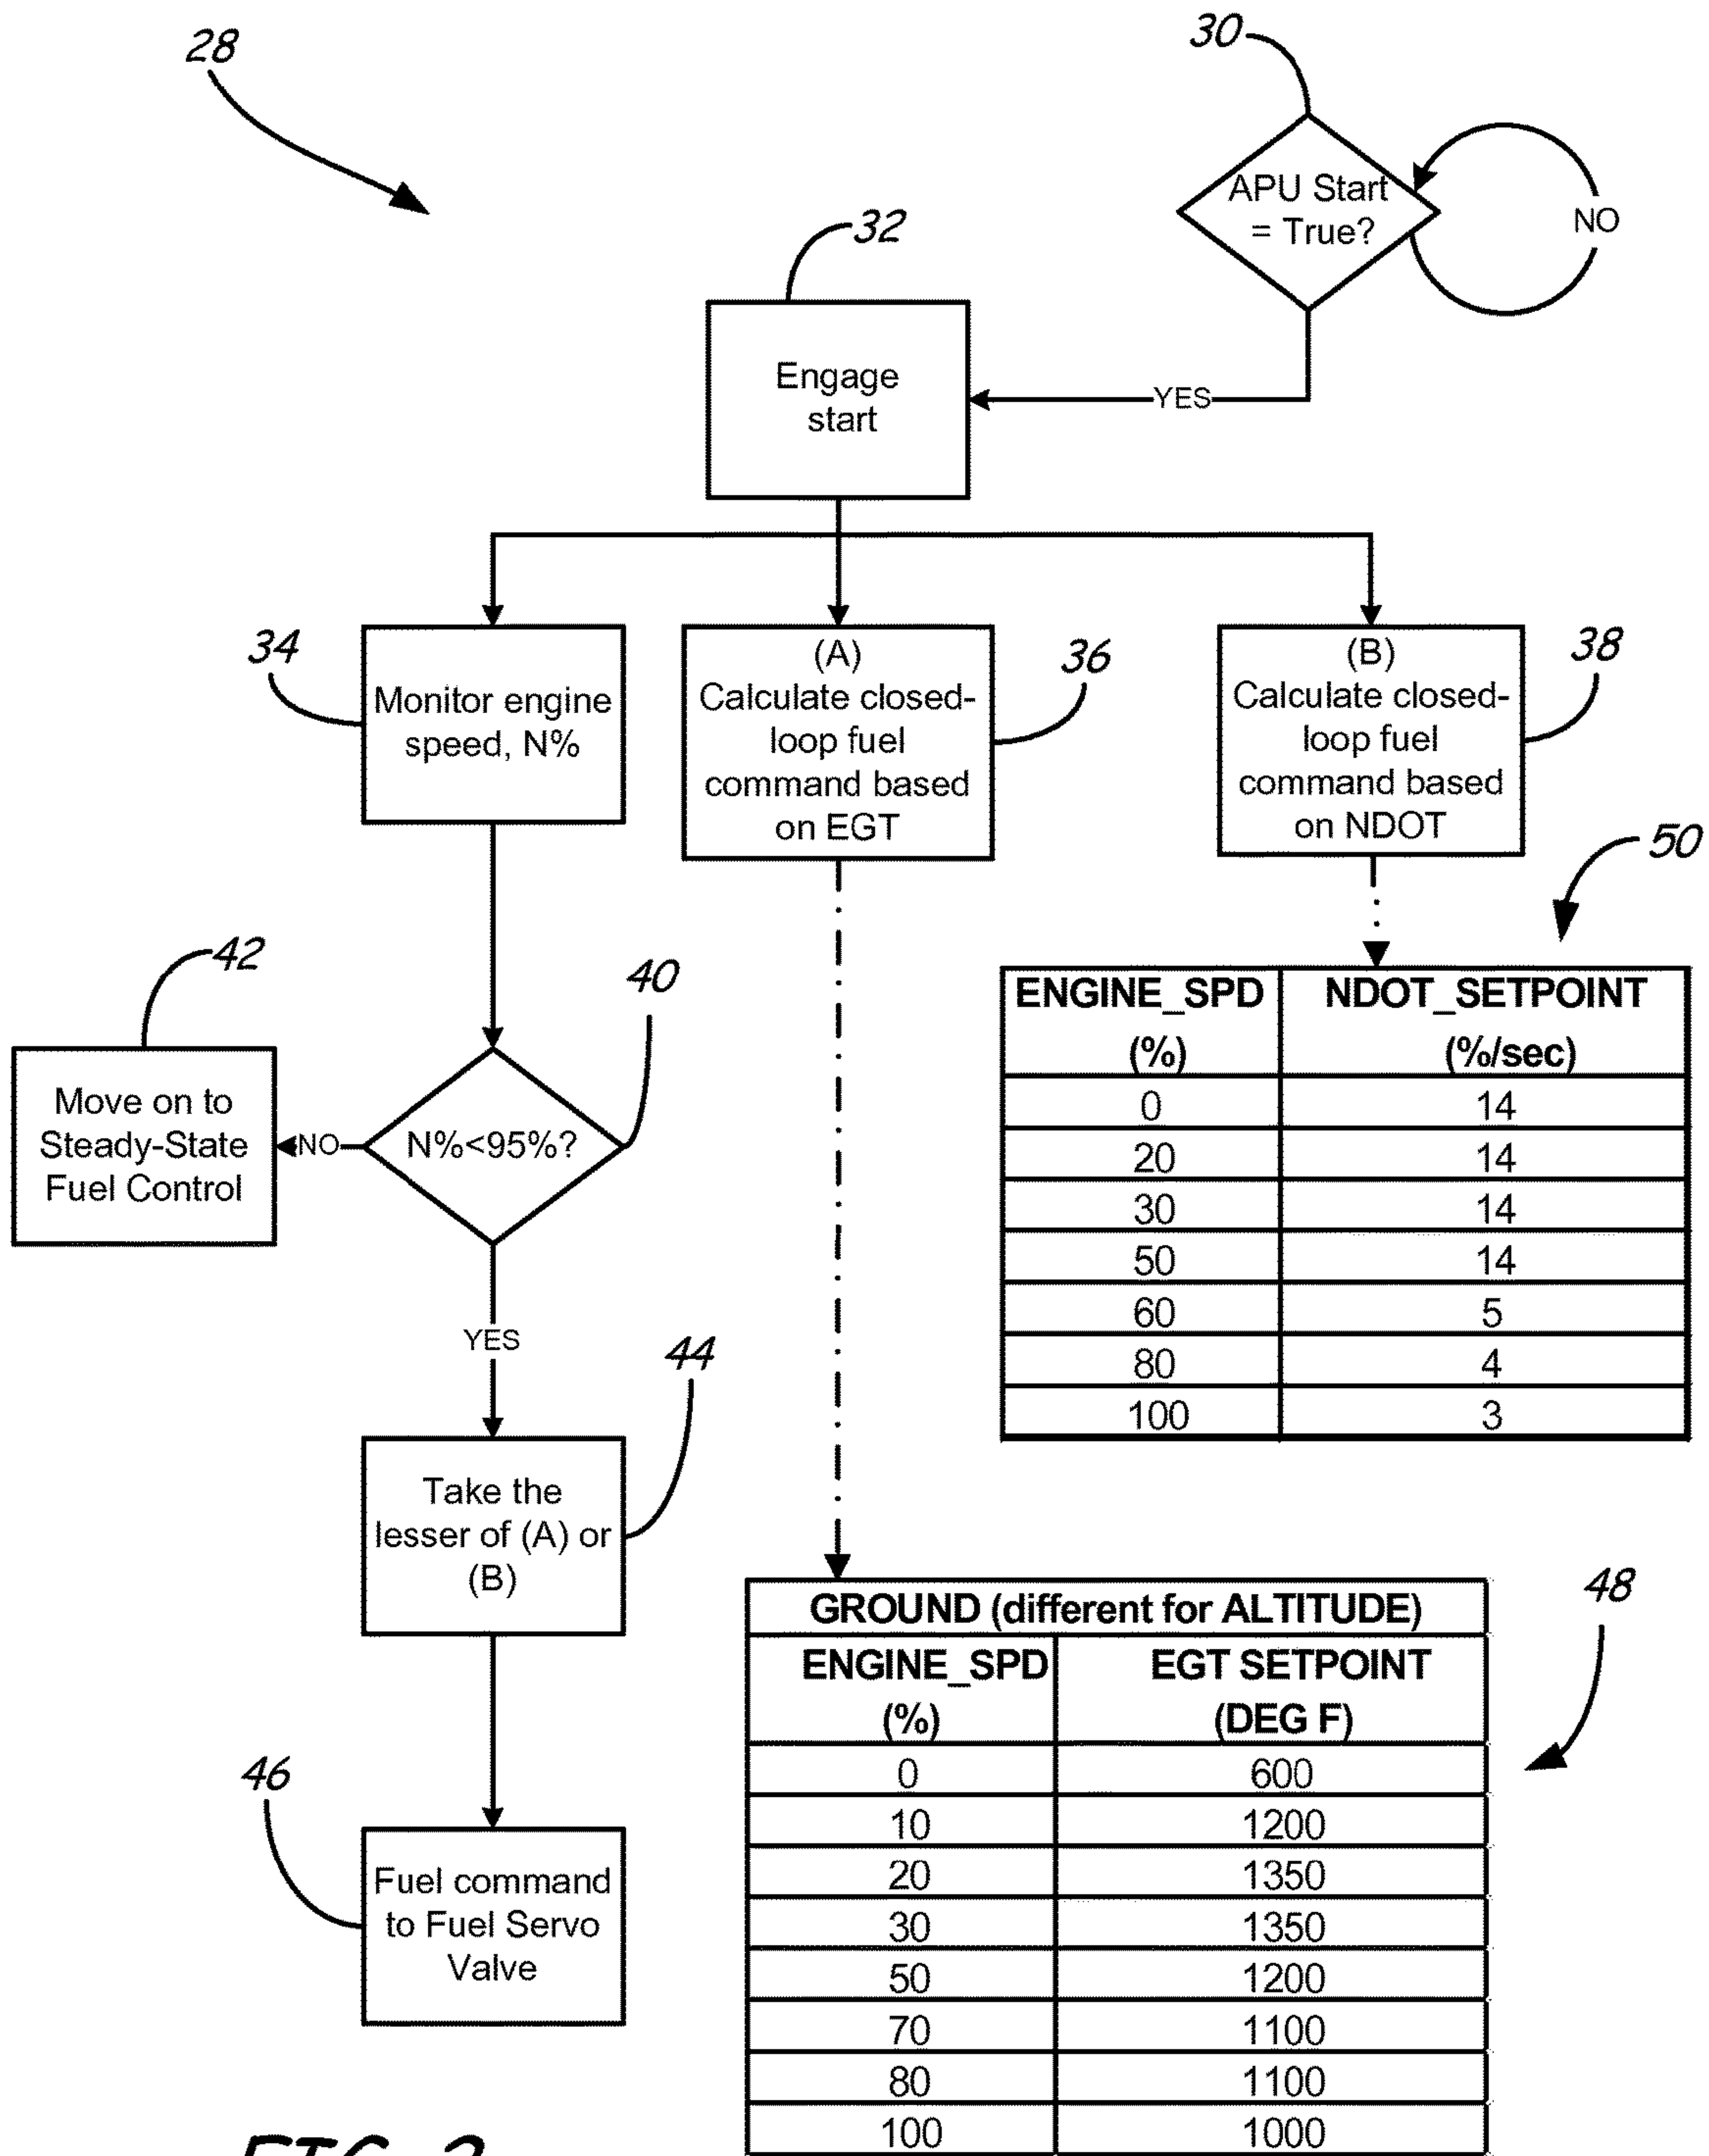 28
30
APU Start
= True?
NO
32
Engage
start
YES
34
Monitor engine
speed, N%
(A)
Calculate closed-
loop fuel
command based
on EGT
36
(B)
Calculate closed-
loop fuel
command based
on NDOT
38
50
42
Move on to
Steady-State
Fuel Control
NO
N%<95%?
40
ENGINE_SPD NDOT_SETPOINT
(%) (%/sec)
0 14
20 14
30 14
50 14
60 5
80 4
100 3
YES
44
Take the
lesser of (A) or
(B)
48
GROUND (different for ALTITUDE)
ENGINE_SPD EGT SETPOINT
(%) (DEG F)
0 600
10 1200
20 1350
30 1350
50 1200
70 1100
80 1100
100 1000
46
Fuel command
to Fuel Servo
Valve